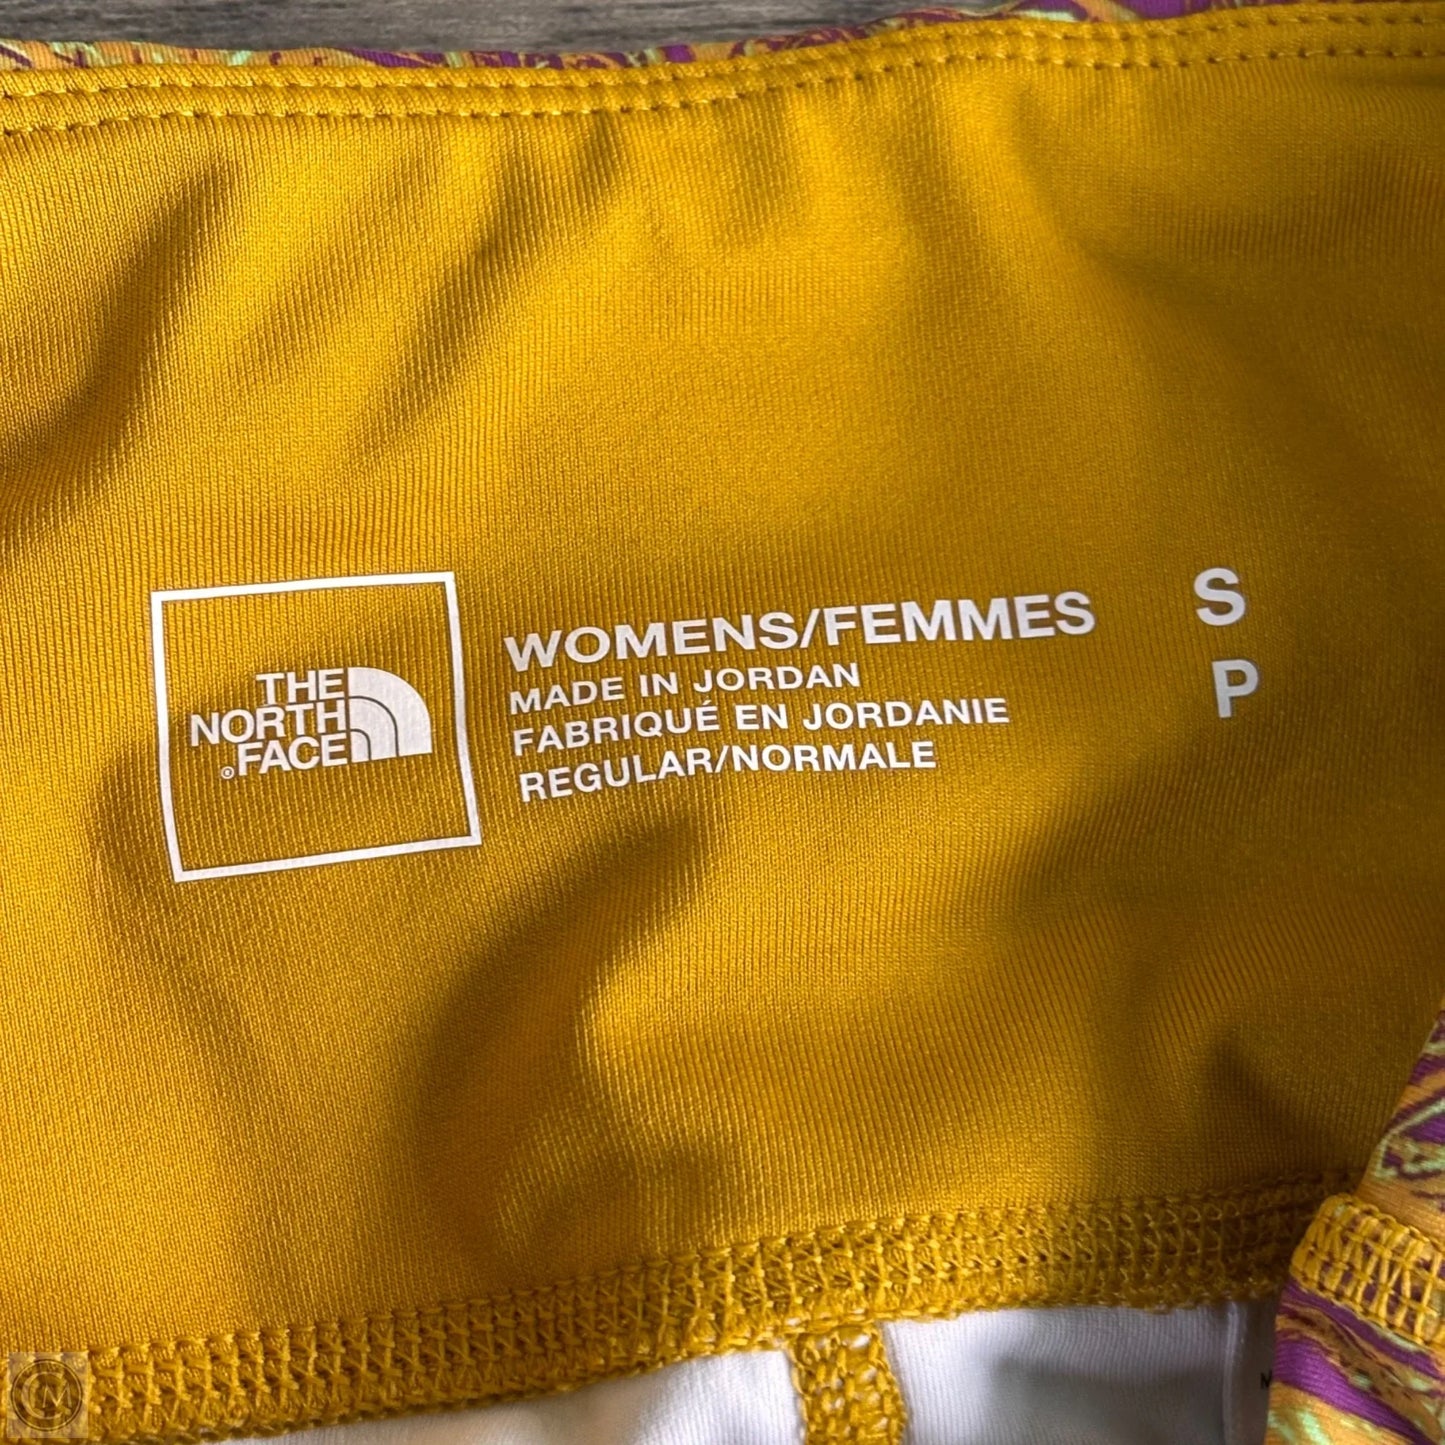 THE
NORTH
®FACE
WOMENS/FEMMES
MADE IN JORDAN
FABRIQUÉ EN JORDANIE
REGULAR/NORMALE
S
P